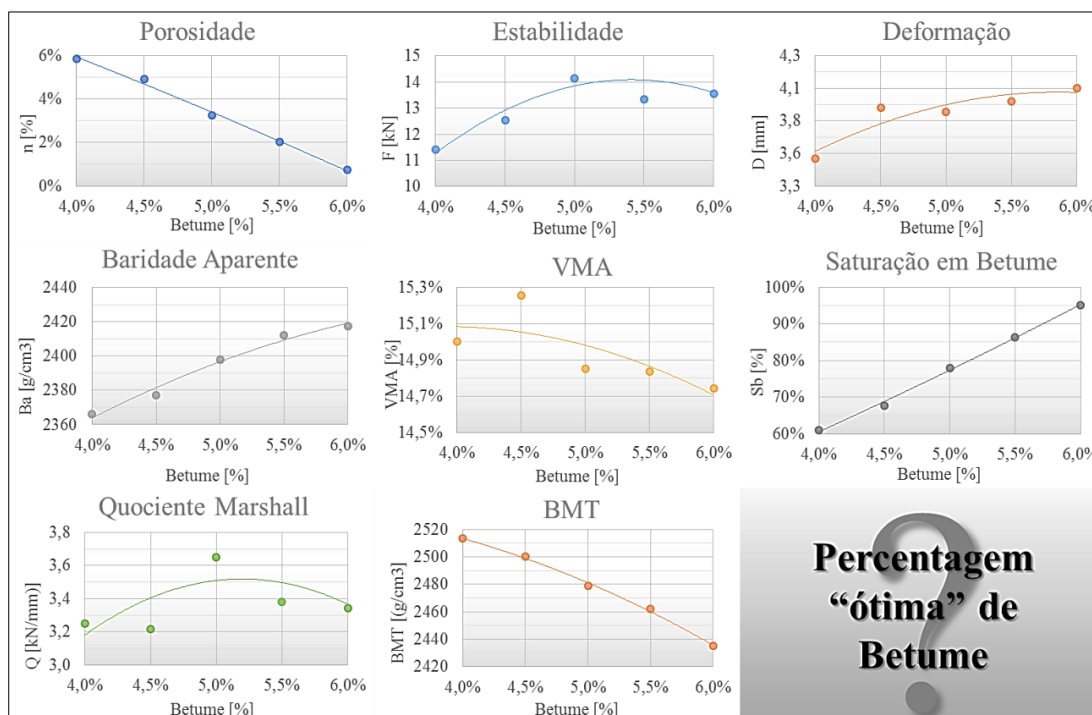 Porosidade
n [%]
6%
4%
2%
0%
4,0% 4,5% 5,0% 5,5% 6,0%
Betume [%]
Estabilidade
F [kN]
15
14
13
12
11
10
4,0% 4,5% 5,0% 5,5% 6,0%
Betume [%]
Deformação
D [mm]
4,3
4,1
3,8
3,6
3,3
4,0% 4,5% 5,0% 5,5% 6,0%
Betume [%]
Baridade Aparente
Ba [g/cm3]
2440
2420
2400
2380
2360
4,0% 4,5% 5,0% 5,5% 6,0%
Betume [%]
VMA
VMA [%]
15,3%
15,1%
14,9%
14,7%
14,5%
4,0% 4,5% 5,0% 5,5% 6,0%
Betume [%]
Saturação em Betume
Sb [%]
100%
90%
80%
70%
60%
4,0% 4,5% 5,0% 5,5% 6,0%
Betume [%]
Quociente Marshall
Q [kN/mm)]
3,8
3,6
3,4
3,2
3,0
4,0% 4,5% 5,0% 5,5% 6,0%
Betume [%]
BMT
BMT [(g/cm3]
2520
2500
2480
2460
2440
2420
4,0% 4,5% 5,0% 5,5% 6,0%
Betume [%]
?
Percentagem
“ótima” de
Betume